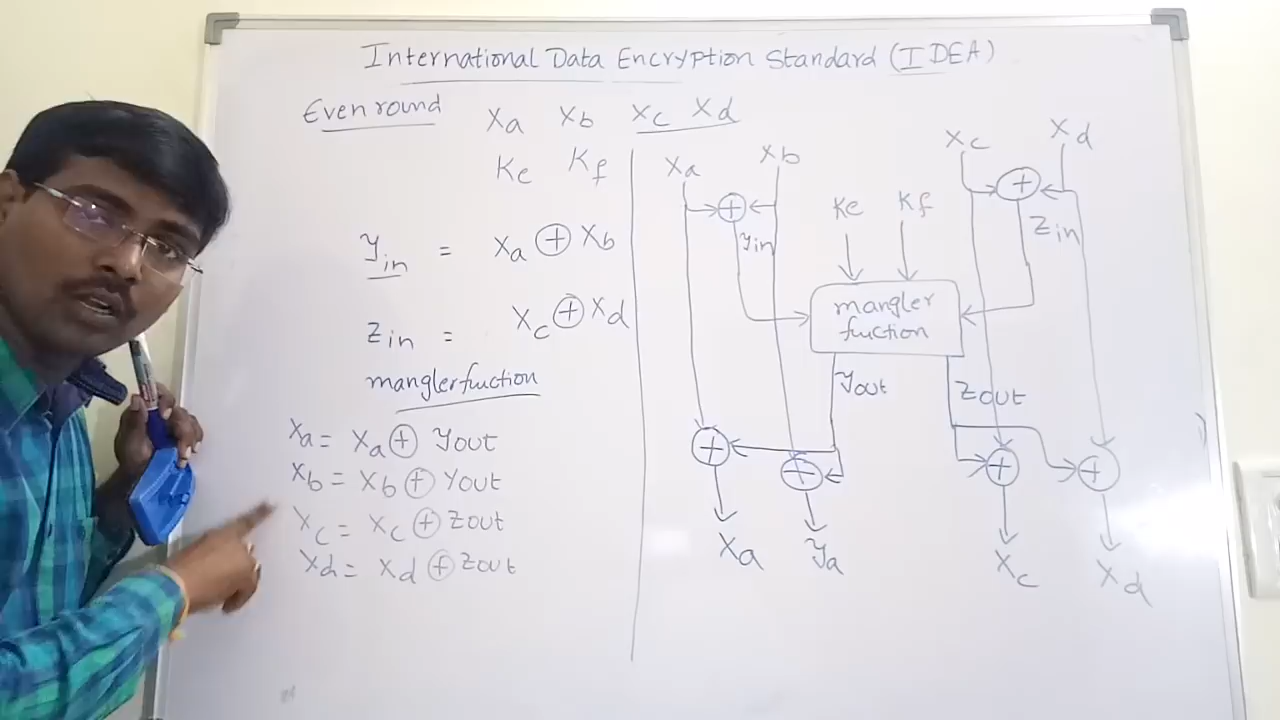 International Data Encryption Standard (IDEA)
Even round Xa Xb Xc Xd
Ke Kf
Yin = Xa ⊕ Xb
Zin = Xc ⊕ Xd
manglerfuction
Xa = Xa ⊕ Yout
Xb = Xb ⊕ Yout
Xc = Xc ⊕ Zout
Xd = Xd ⊕ Zout
Xa Xb Xc Xd
⊕ ⊕
Ke Kf
Yin Zin
mangler
fuction
Yout Zout
⊕ ⊕ ⊕ ⊕
Xa Ya Xc Xd